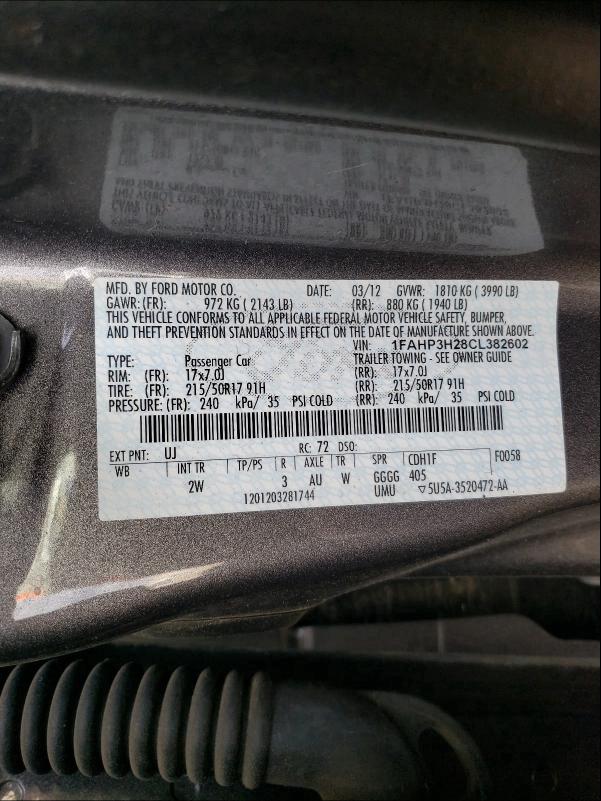 MFD. BY FORD MOTOR CO. DATE: 03/12 GVWR: 1810 KG ( 3990 LB)
GAWR: (FR): 972 KG ( 2143 LB) (RR): 880 KG ( 1940 LB)
THIS VEHICLE CONFORMS TO ALL APPLICABLE FEDERAL MOTOR VEHICLE SAFETY, BUMPER,
AND THEFT PREVENTION STANDARDS IN EFFECT ON THE DATE OF MANUFACTURE SHOWN ABOVE.
VIN: 1FAHP3H28CL382602
TYPE: Passenger Car TRAILER TOWING - SEE OWNER GUIDE
RIM: (FR): 17x7.0J (RR): 17x7.0J
TIRE: (FR): 215/50R17 91H (RR): 215/50R17 91H
PRESSURE: (FR): 240 kPa/ 35 PSI COLD (RR): 240 kPa/ 35 PSI COLD
EXT PNT: UJ RC: 72 DSO: F0058
WB INT TR TP/PS R AXLE TR SPR CDH1F
2W 3 AU W GGGG 405
1201203281744 UMU ▽5U5A-3520472-AA